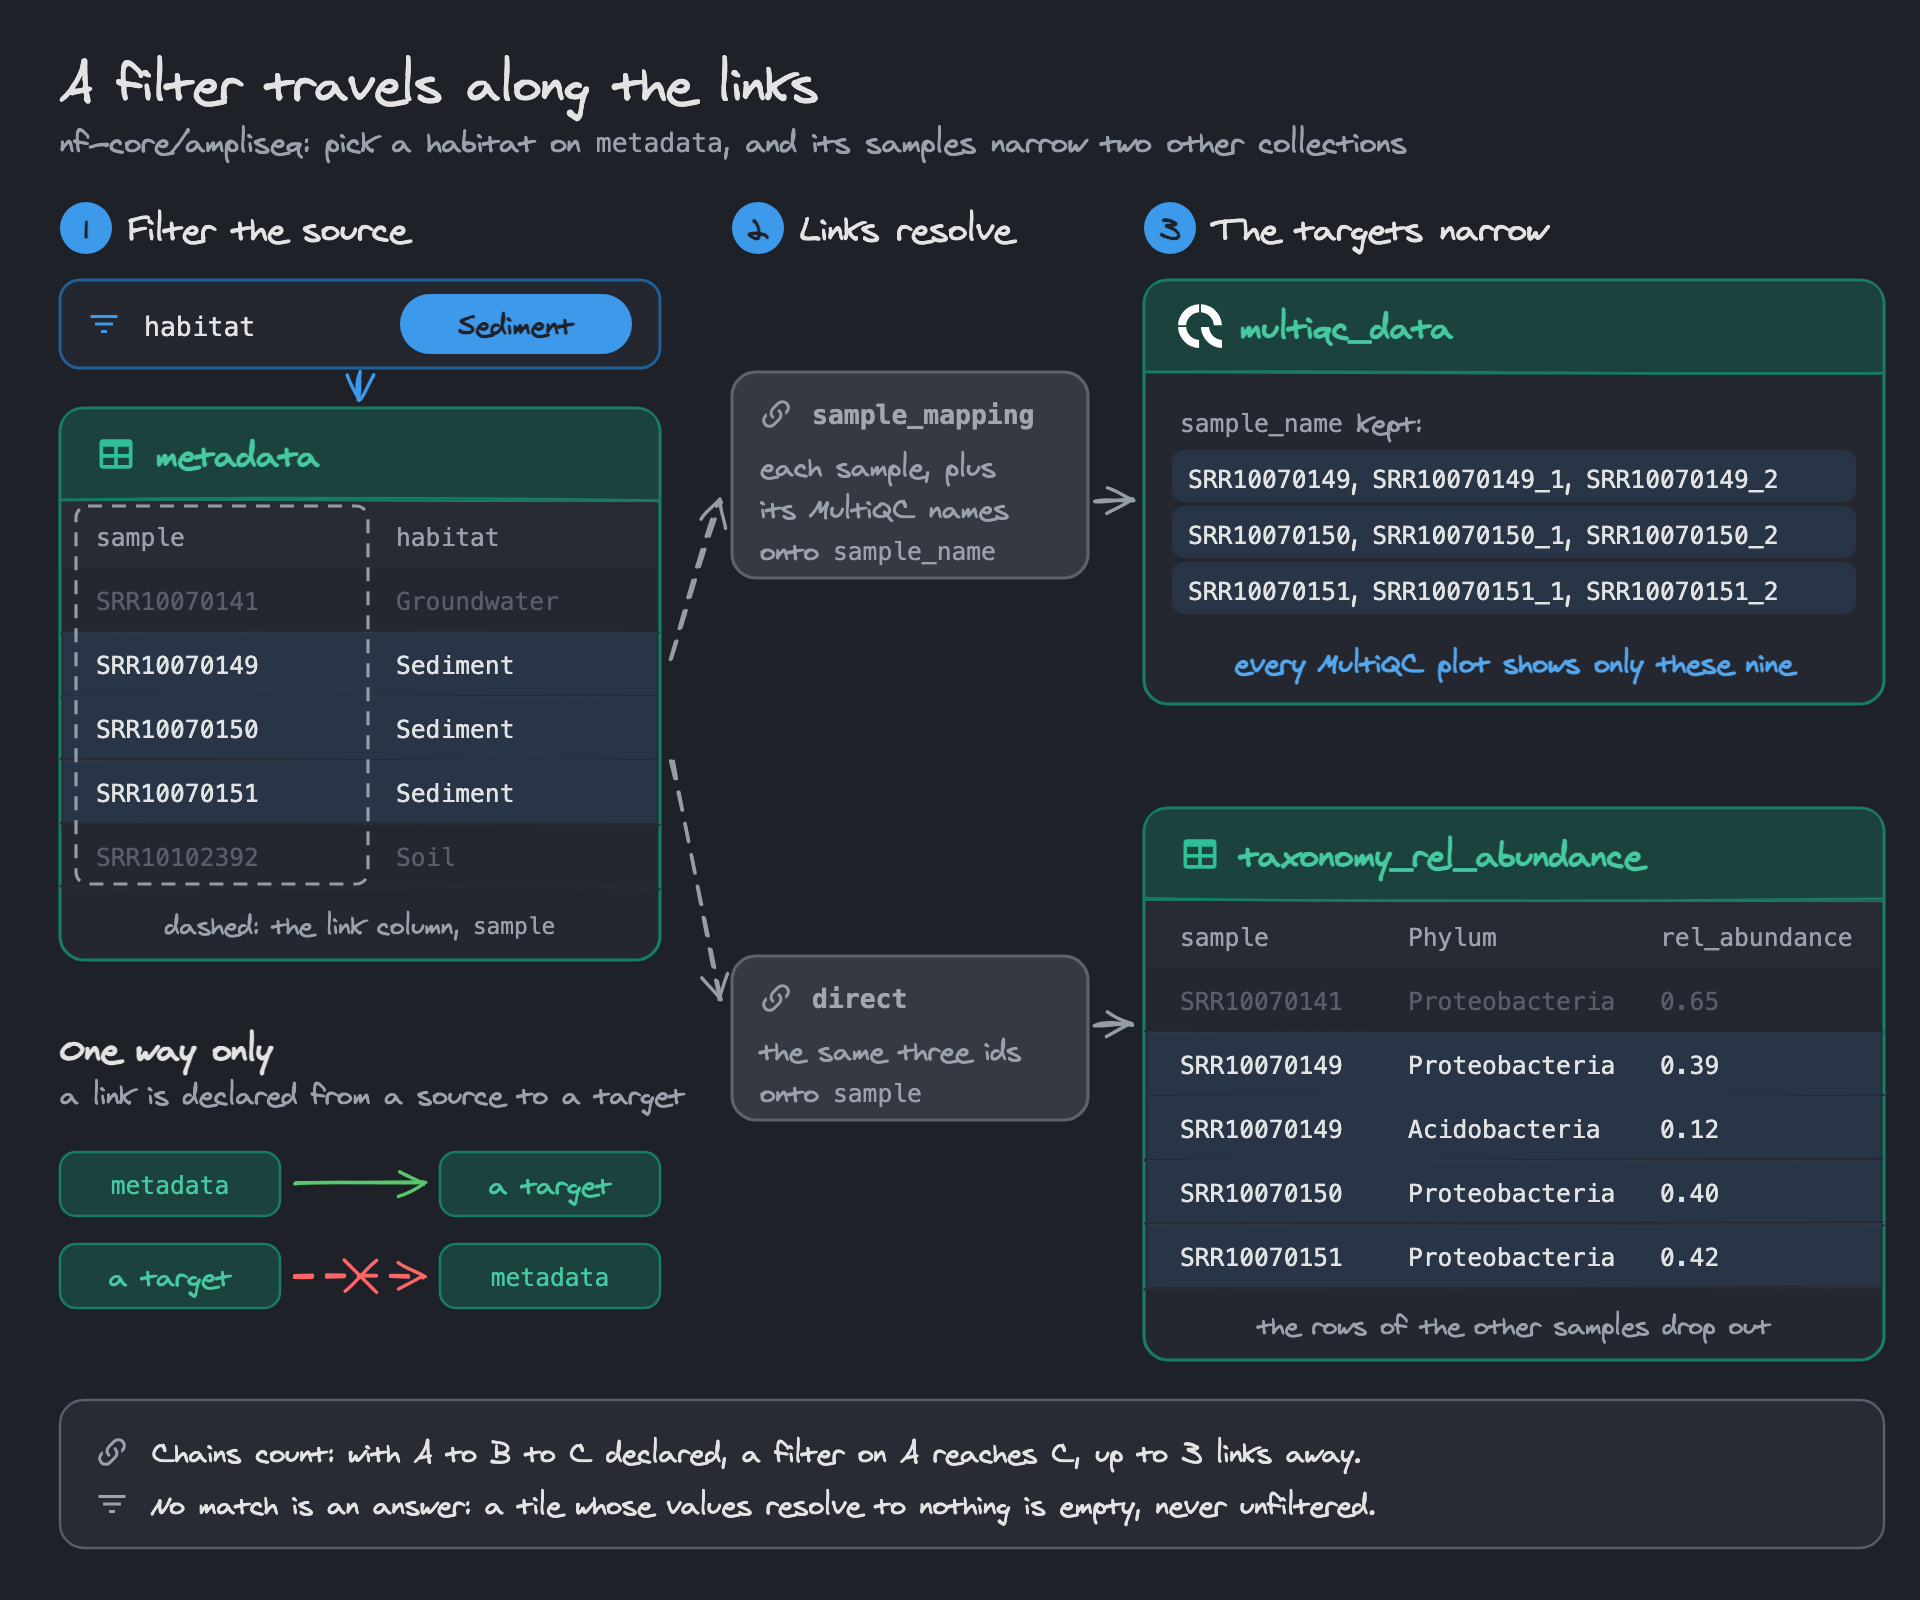 A filter travels along the links
nf-core/ampliseq: pick a habitat on metadata, and its samples narrow two other collections
1 Filter the source
habitat Sediment
metadata
sample habitat
SRR10070141 Groundwater
SRR10070149 Sediment
SRR10070150 Sediment
SRR10070151 Sediment
SRR10102392 Soil
dashed: the link column, sample
One way only
a link is declared from a source to a target
metadata a target
a target metadata
2 Links resolve
sample_mapping
each sample, plus
its MultiQC names
onto sample_name
direct
the same three ids
onto sample
3 The targets narrow
multiqc_data
sample_name kept:
SRR10070149, SRR10070149_1, SRR10070149_2
SRR10070150, SRR10070150_1, SRR10070150_2
SRR10070151, SRR10070151_1, SRR10070151_2
every MultiQC plot shows only these nine
taxonomy_rel_abundance
sample Phylum rel_abundance
SRR10070141 Proteobacteria 0.65
SRR10070149 Proteobacteria 0.39
SRR10070149 Acidobacteria 0.12
SRR10070150 Proteobacteria 0.40
SRR10070151 Proteobacteria 0.42
the rows of the other samples drop out
Chains count: with A to B to C declared, a filter on A reaches C, up to 3 links away.
No match is an answer: a tile whose values resolve to nothing is empty, never unfiltered.